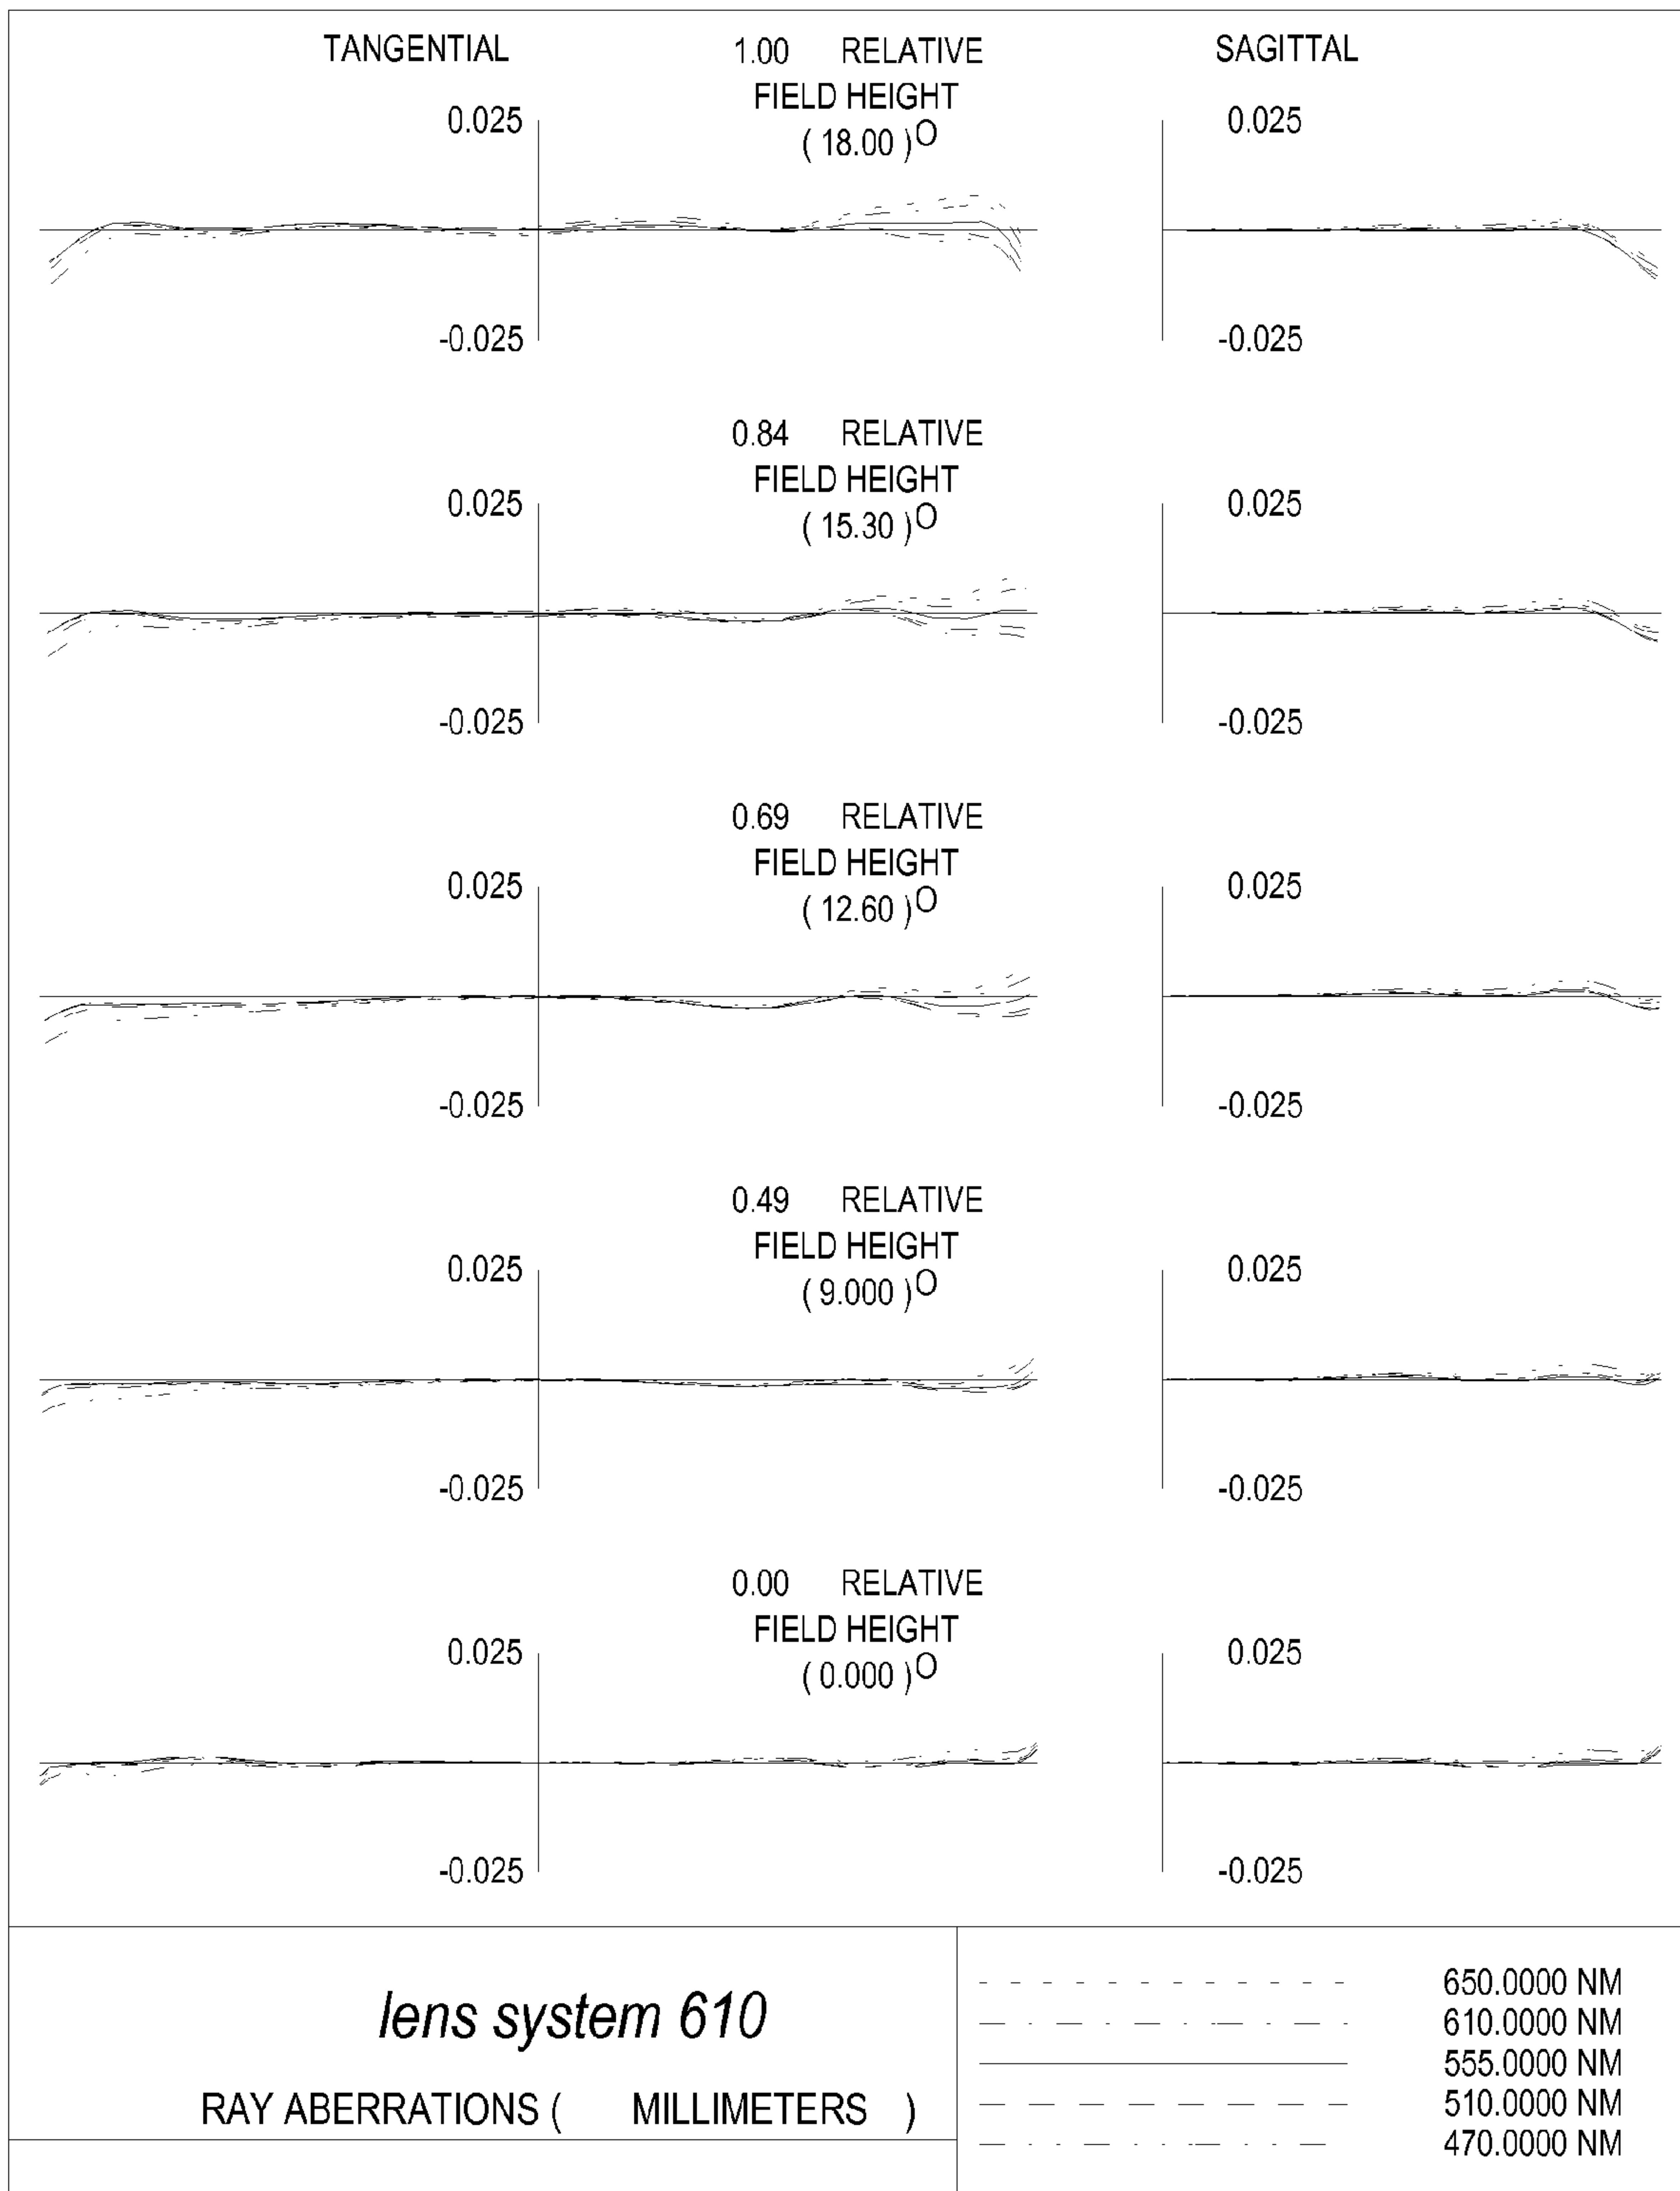 TANGENTIAL 1.00 RELATIVE SAGITTAL
FIELD HEIGHT
( 18.00 )O
0.025 0.025
-0.025 -0.025
0.84 RELATIVE
FIELD HEIGHT
( 15.30 )O
0.025 0.025
-0.025 -0.025
0.69 RELATIVE
FIELD HEIGHT
( 12.60 )O
0.025 0.025
-0.025 -0.025
0.49 RELATIVE
FIELD HEIGHT
( 9.000 )O
0.025 0.025
-0.025 -0.025
0.00 RELATIVE
FIELD HEIGHT
( 0.000 )O
0.025 0.025
-0.025 -0.025
lens system 610
RAY ABERRATIONS ( MILLIMETERS )
650.0000 NM
610.0000 NM
555.0000 NM
510.0000 NM
470.0000 NM